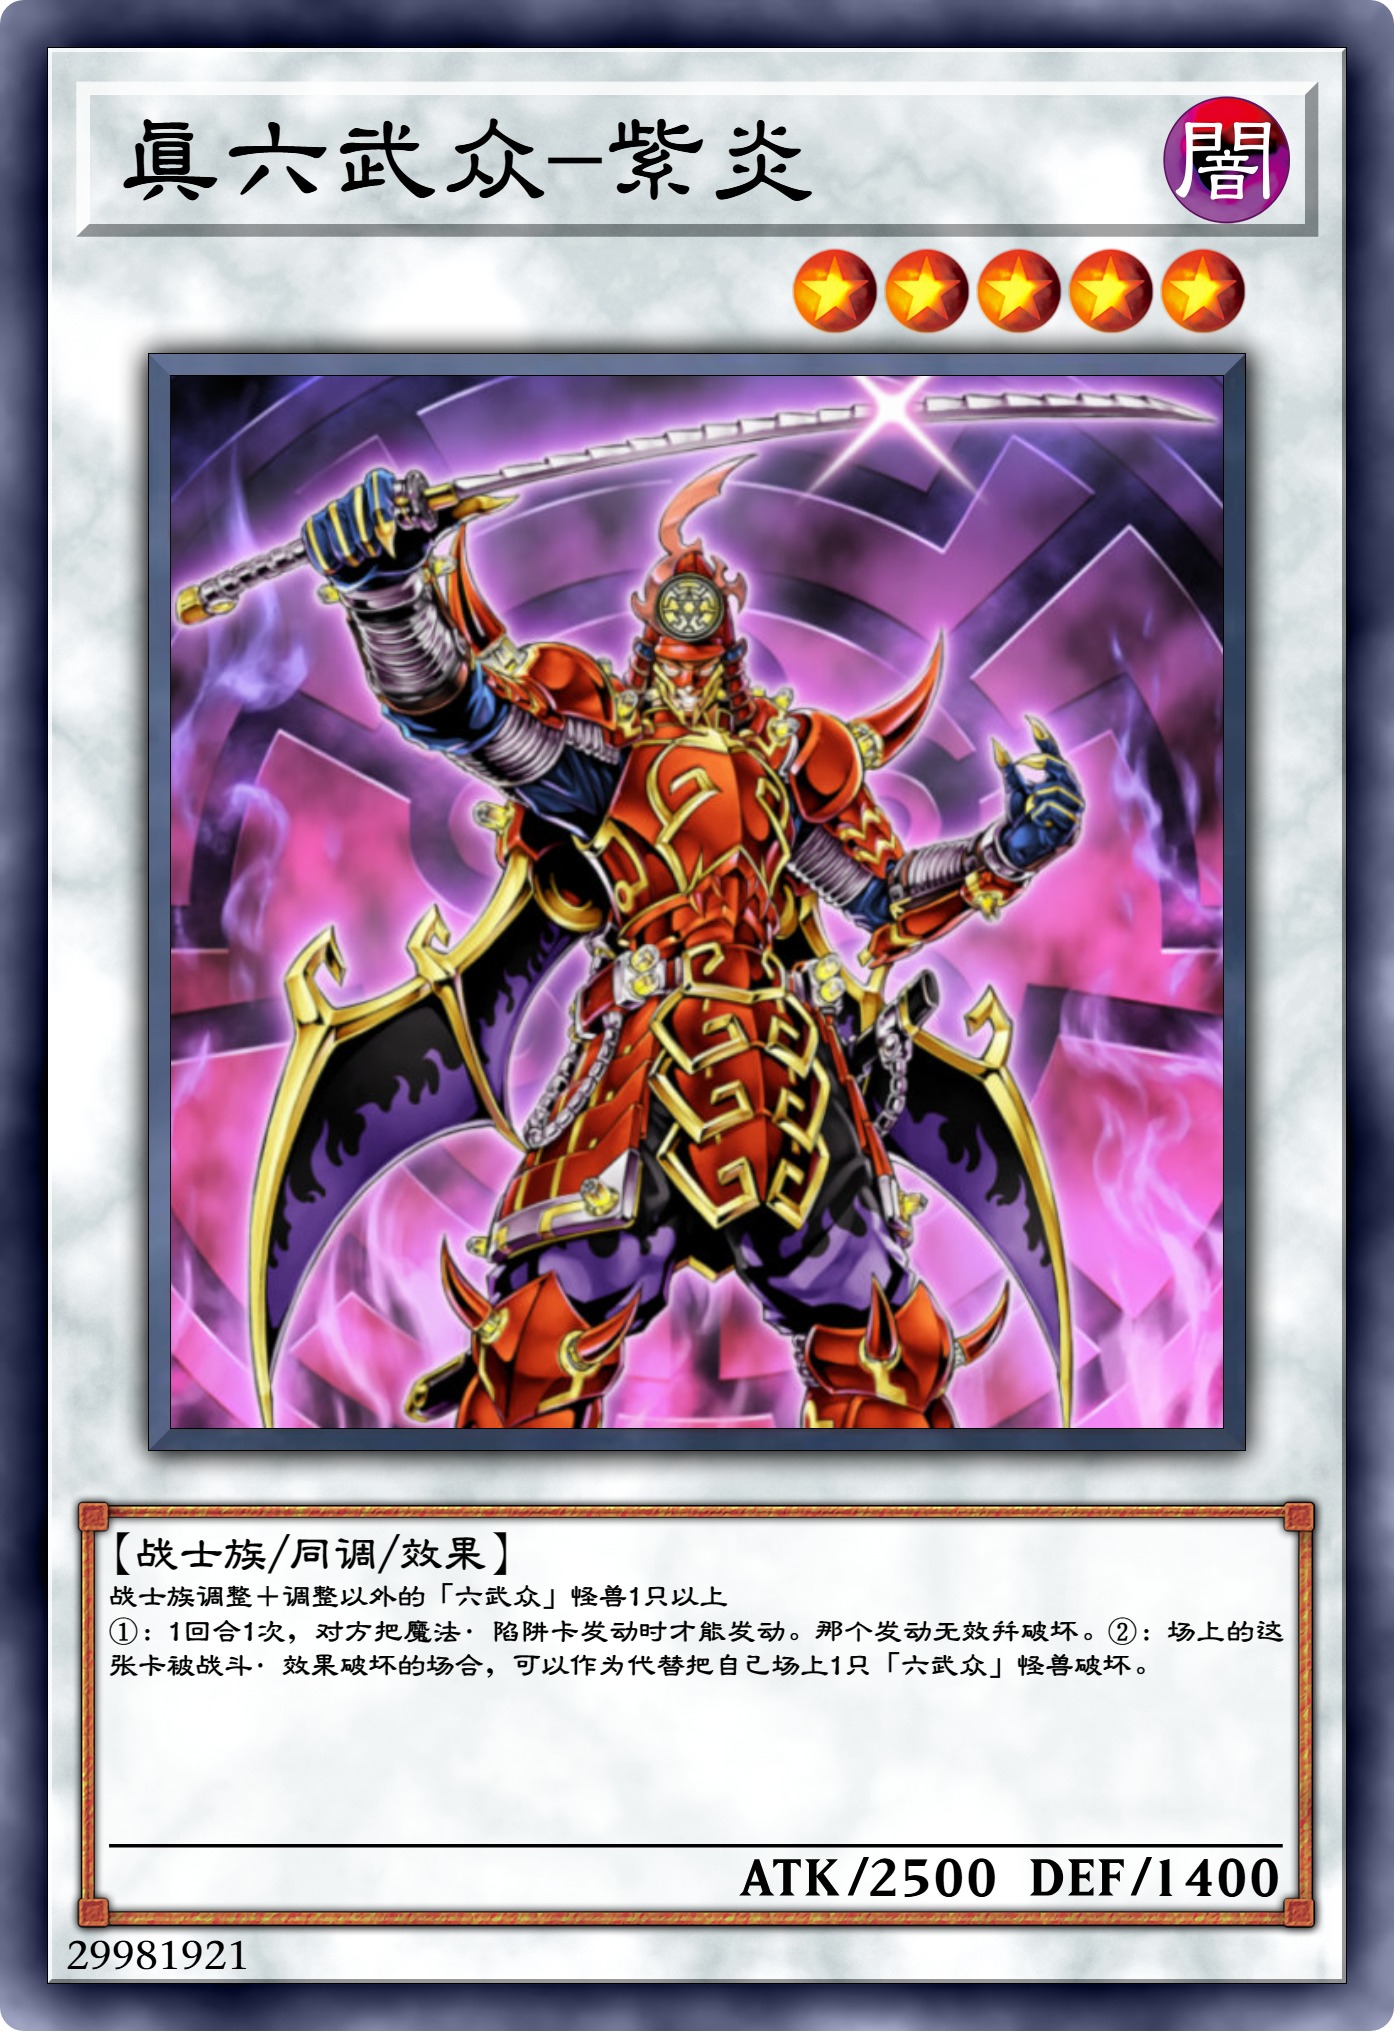 眞六武众-紫炎
闇
【战士族/同调/效果】
战士族调整＋调整以外的「六武众」怪兽1只以上
①：1回合1次，对方把魔法·陷阱卡发动时才能发动。那个发动无效并破坏。②：场上的这
张卡被战斗·效果破坏的场合，可以作为代替把自己场上1只「六武众」怪兽破坏。
ATK/2500 DEF/1400
29981921